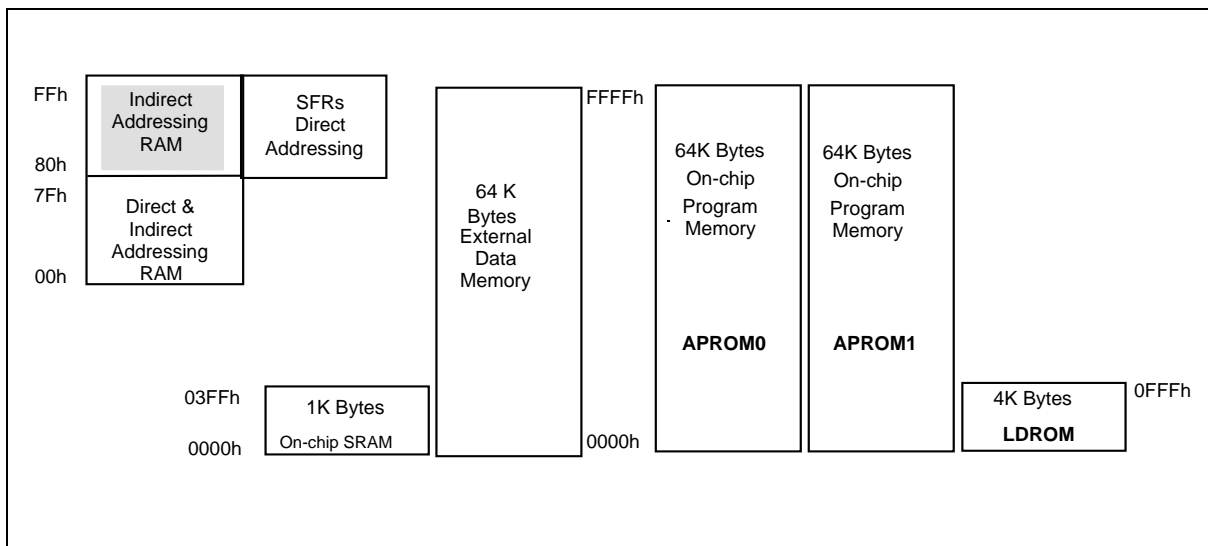 FFh
Indirect
Addressing
RAM
80h
SFRs
Direct
Addressing
7Fh
Direct &
Indirect
Addressing
RAM
00h
03FFh
1K Bytes
On-chip SRAM
0000h
64 K
Bytes
External
Data
Memory
FFFFh
0000h
64K Bytes
On-chip
Program
Memory
APROM0
64K Bytes
On-chip
Program
Memory
APROM1
4K Bytes
LDROM
0FFFh